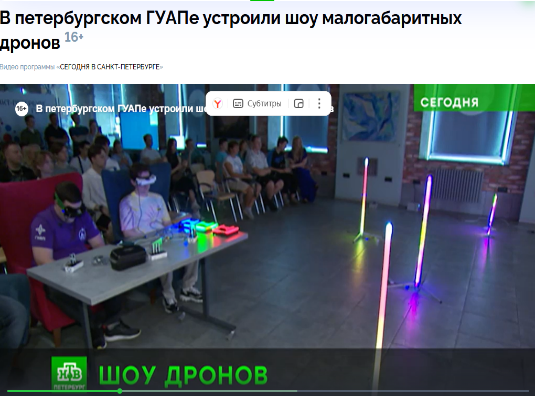 В петербургском ГУАПе устроили шоу малогабаритных
дронов 16+
Видео программы «СЕГОДНЯ В САНКТ-ПЕТЕРБУРГЕ»
16+ В петербургском ГУАПе устроили шо
Субтитры
в
СЕГОДНЯ
НТВ
ПЕТЕРБУРГ
ШОУ ДРОНОВ